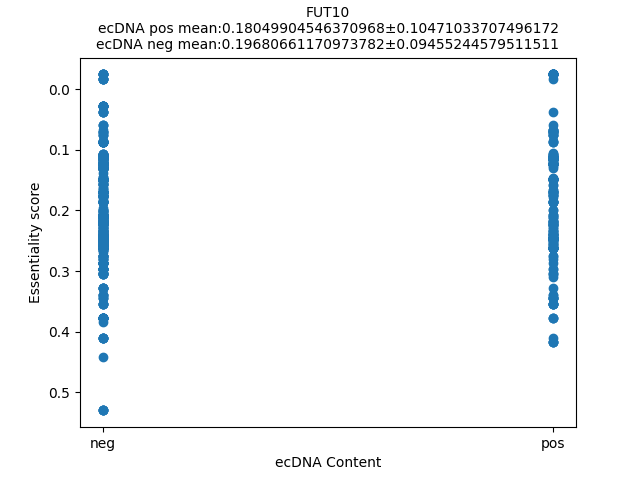 FUT10
ecDNA pos mean:0.18049904546370968±0.10471033707496172
ecDNA neg mean:0.19680661170973782±0.09455244579511511
0.0
0.1
0.2
0.3
0.4
0.5
Essentiality score
neg
pos
ecDNA Content